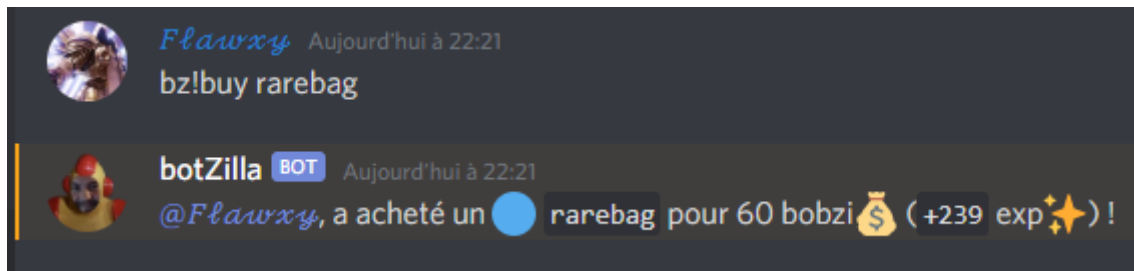 Flawxy Aujourd'hui à 22:21
bz!buy rarebag
botZilla BOT Aujourd'hui à 22:21
@Flawxy, a acheté un rarebag pour 60 bobzi (+239 exp) !